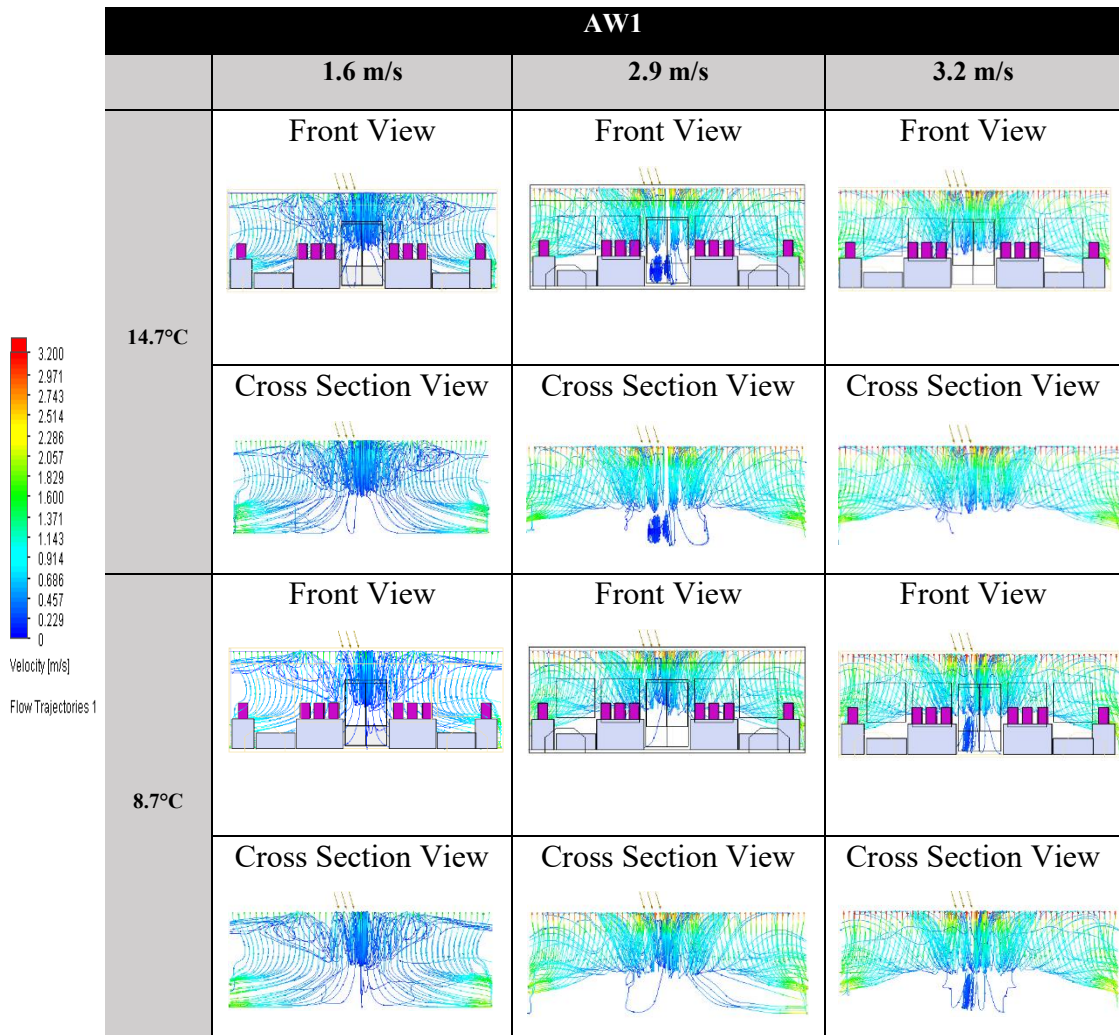 AW1
1.6 m/s 2.9 m/s 3.2 m/s
14.7°C
Front View Front View Front View
Cross Section View Cross Section View Cross Section View
8.7°C
Front View Front View Front View
Cross Section View Cross Section View Cross Section View
3.200
2.971
2.743
2.514
2.286
2.057
1.829
1.600
1.371
1.143
0.914
0.686
0.457
0.229
0
Velocity [m/s]
Flow Trajectories 1